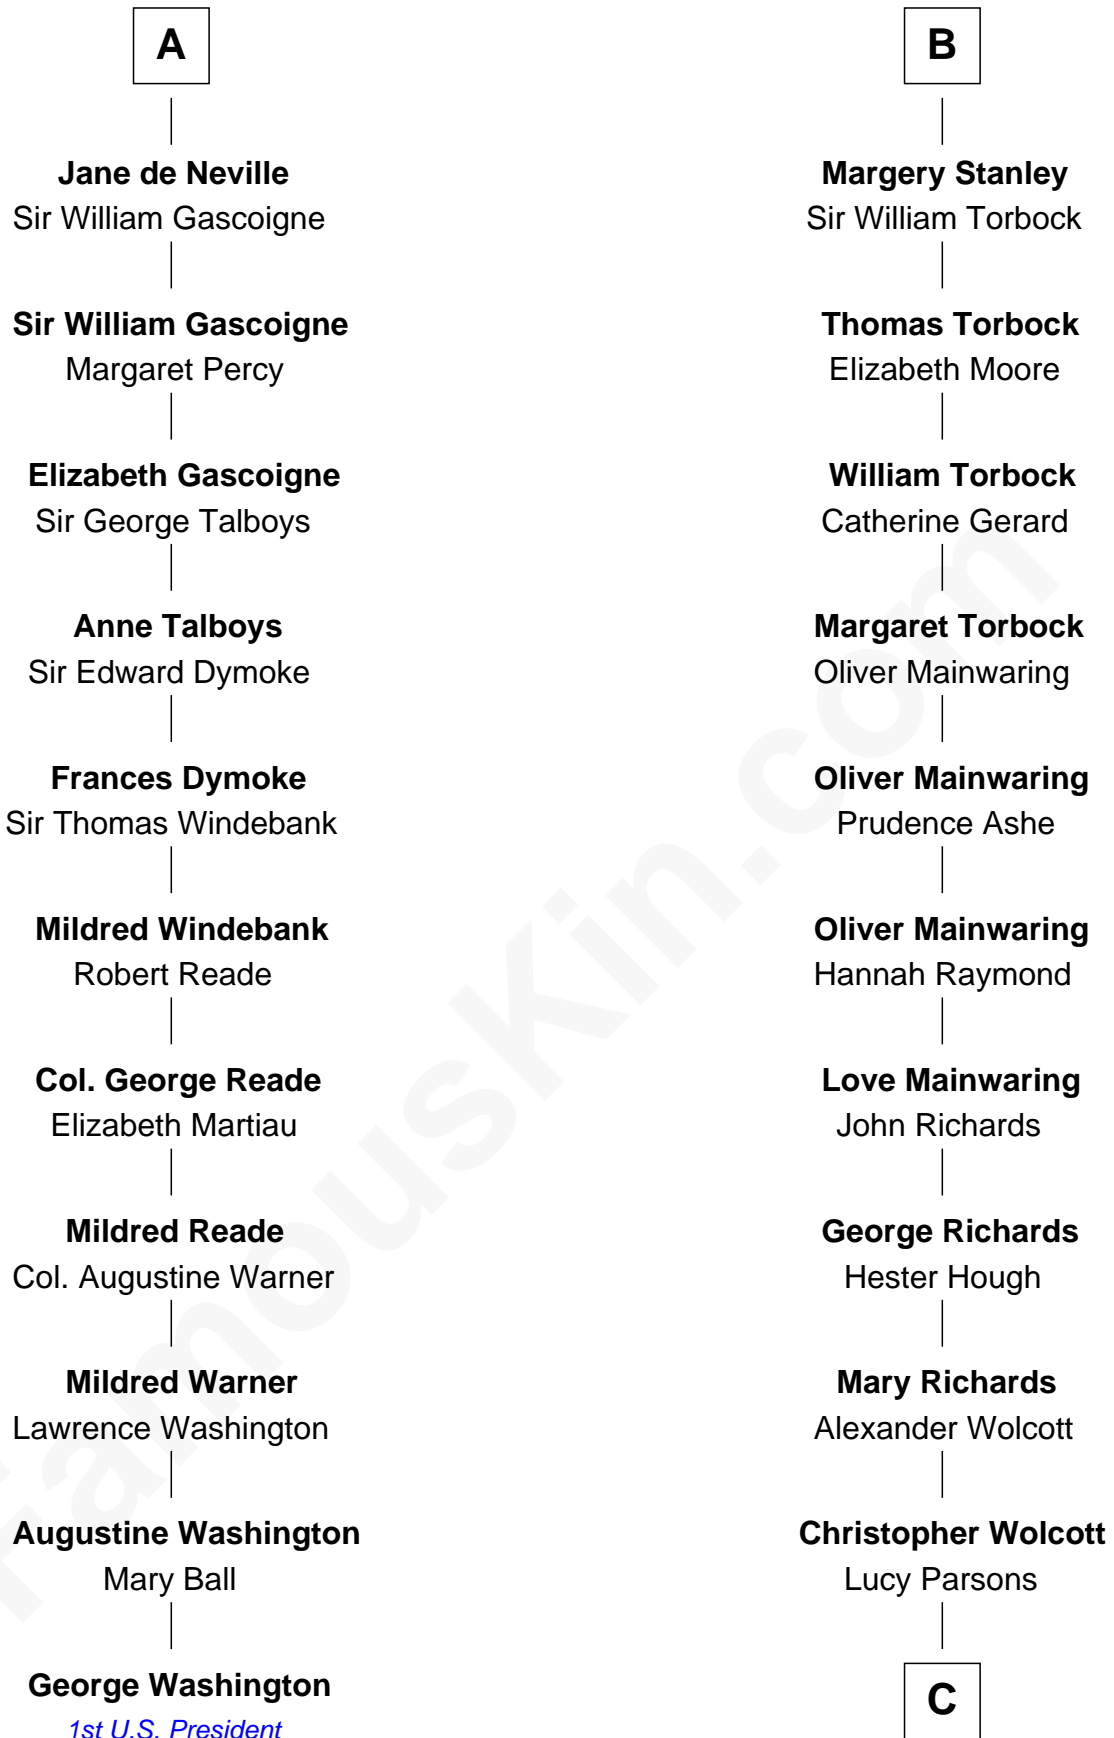 A
Jane de Neville
Sir William Gascoigne
Sir William Gascoigne
Margaret Percy
Elizabeth Gascoigne
Sir George Talboys
Anne Talboys
Sir Edward Dymoke
Frances Dymoke
Sir Thomas Windebank
Mildred Windebank
Robert Reade
Col. George Reade
Elizabeth Martiau
Mildred Reade
Col. Augustine Warner
Mildred Warner
Lawrence Washington
Augustine Washington
Mary Ball
George Washington
1st U.S. President
B
Margery Stanley
Sir William Torbock
Thomas Torbock
Elizabeth Moore
William Torbock
Catherine Gerard
Margaret Torbock
Oliver Mainwaring
Oliver Mainwaring
Prudence Ashe
Oliver Mainwaring
Hannah Raymond
Love Mainwaring
John Richards
George Richards
Hester Hough
Mary Richards
Alexander Wolcott
Christopher Wolcott
Lucy Parsons
C
FamousKin.com